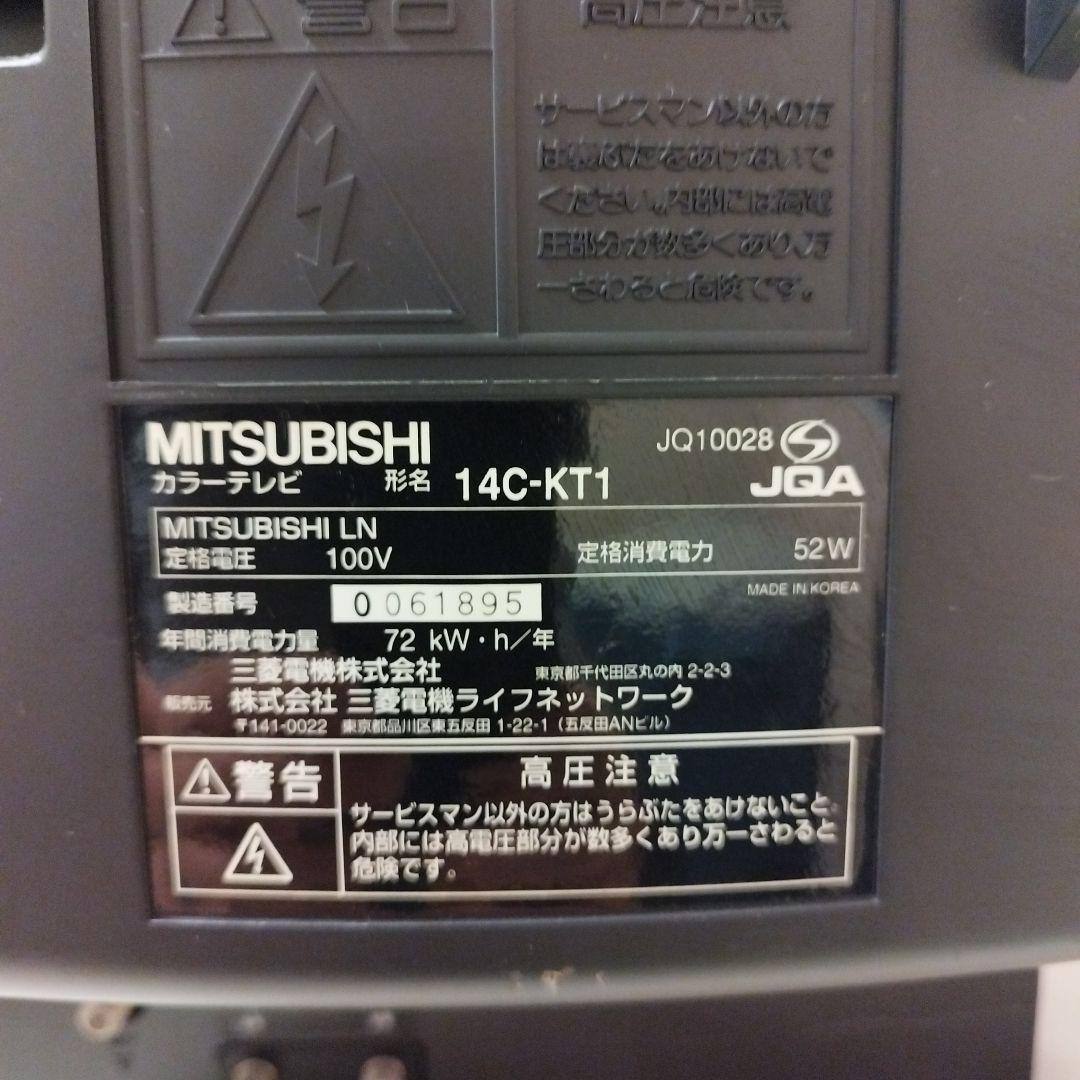 警告
高圧注意
サービスマン以外の方
は裏ぶたをあけないで
ください。内部には高電
圧部分が数多くあり、万
一さわると危険です。
MITSUBISHI
JQ10028
JQA
カラーテレビ 形名 14C-KT1
MITSUBISHI LN
定格電圧 100V 定格消費電力 52W
MADE IN KOREA
製造番号 0061895
年間消費電力量 72 kW・h/年
三菱電機株式会社 東京都千代田区丸の内 2-2-3
販売元 株式会社 三菱電機ライフネットワーク
〒141-0022 東京都品川区東五反田 1-22-1 (五反田ANビル)
警告
高圧注意
サービスマン以外の方はうらぶたをあけないこと。
内部には高電圧部分が数多くあり万一さわると
危険です。